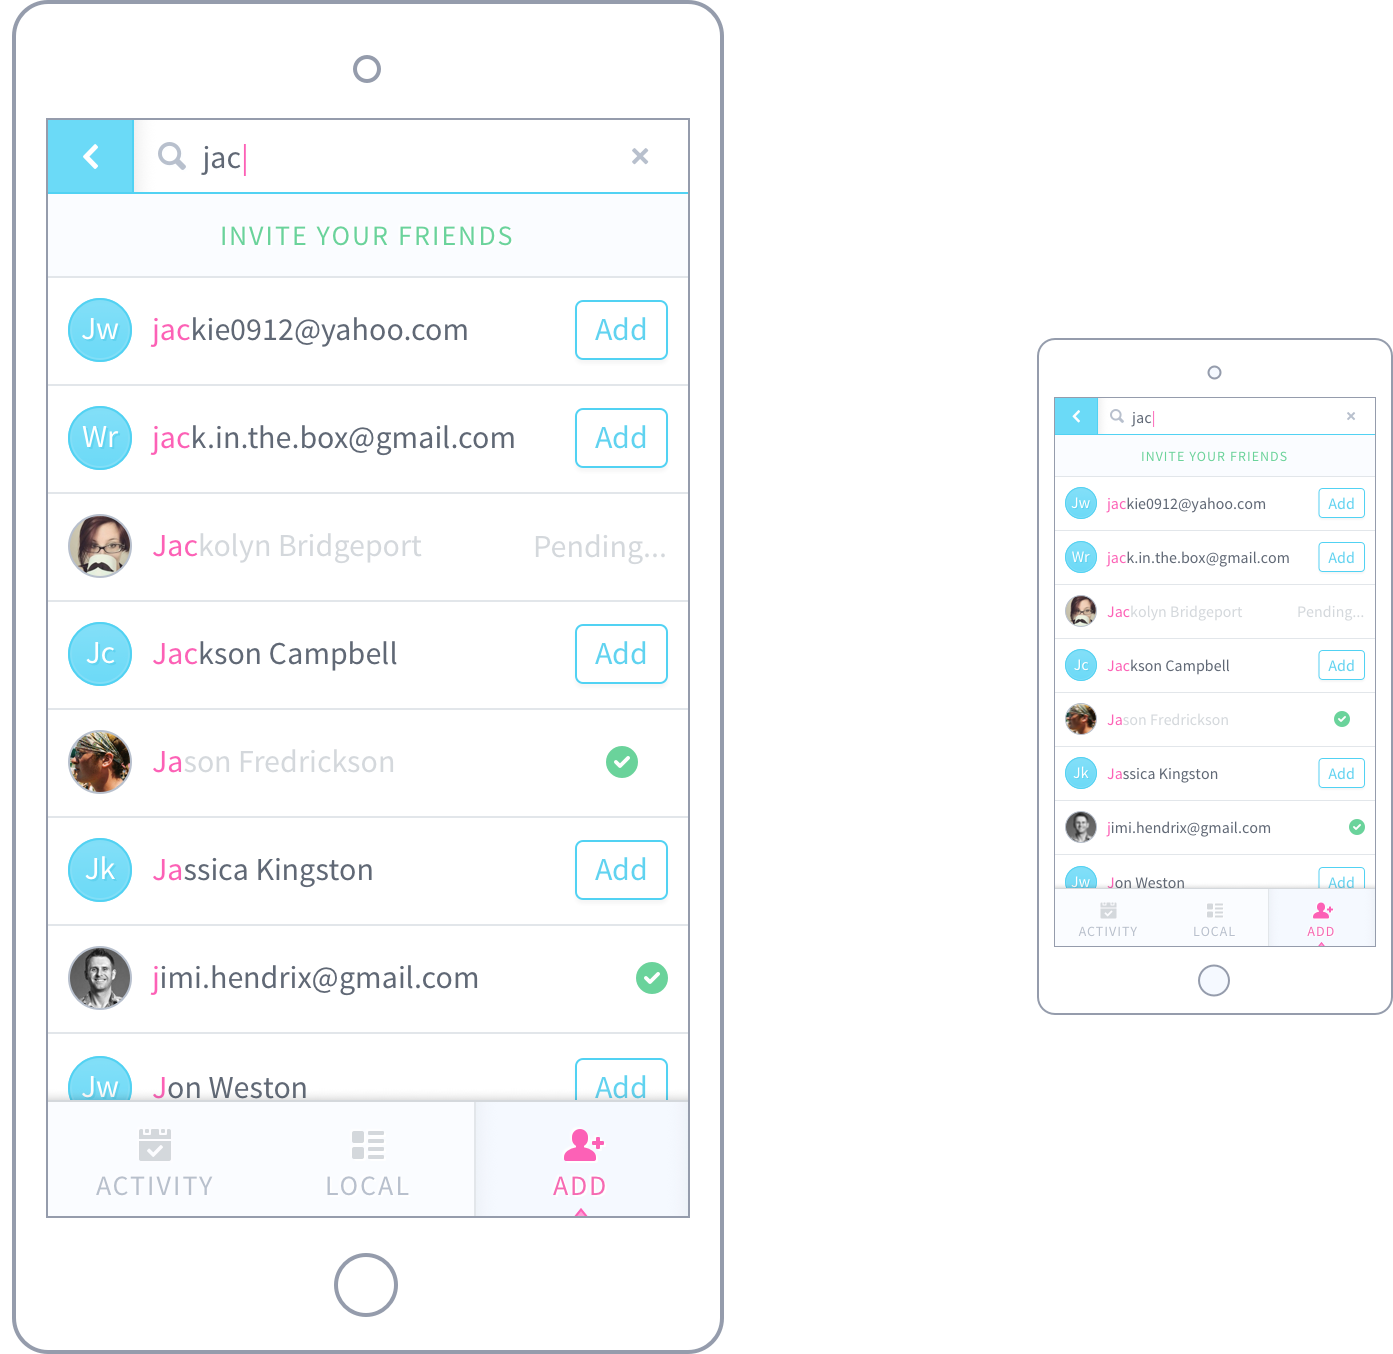 jac
INVITE YOUR FRIENDS
Jw jackie0912@yahoo.com Add
Wr jack.in.the.box@gmail.com Add
Jackolyn Bridgeport Pending...
Jc Jackson Campbell Add
Jason Fredrickson
Jk Jassica Kingston Add
jimi.hendrix@gmail.com
Jw Jon Weston Add
ACTIVITY LOCAL ADD
jac
INVITE YOUR FRIENDS
Jw jackie0912@yahoo.com Add
Wr jack.in.the.box@gmail.com Add
Jackolyn Bridgeport Pending...
Jc Jackson Campbell Add
Jason Fredrickson
Jk Jassica Kingston Add
jimi.hendrix@gmail.com
Jw Jon Weston Add
ACTIVITY LOCAL ADD